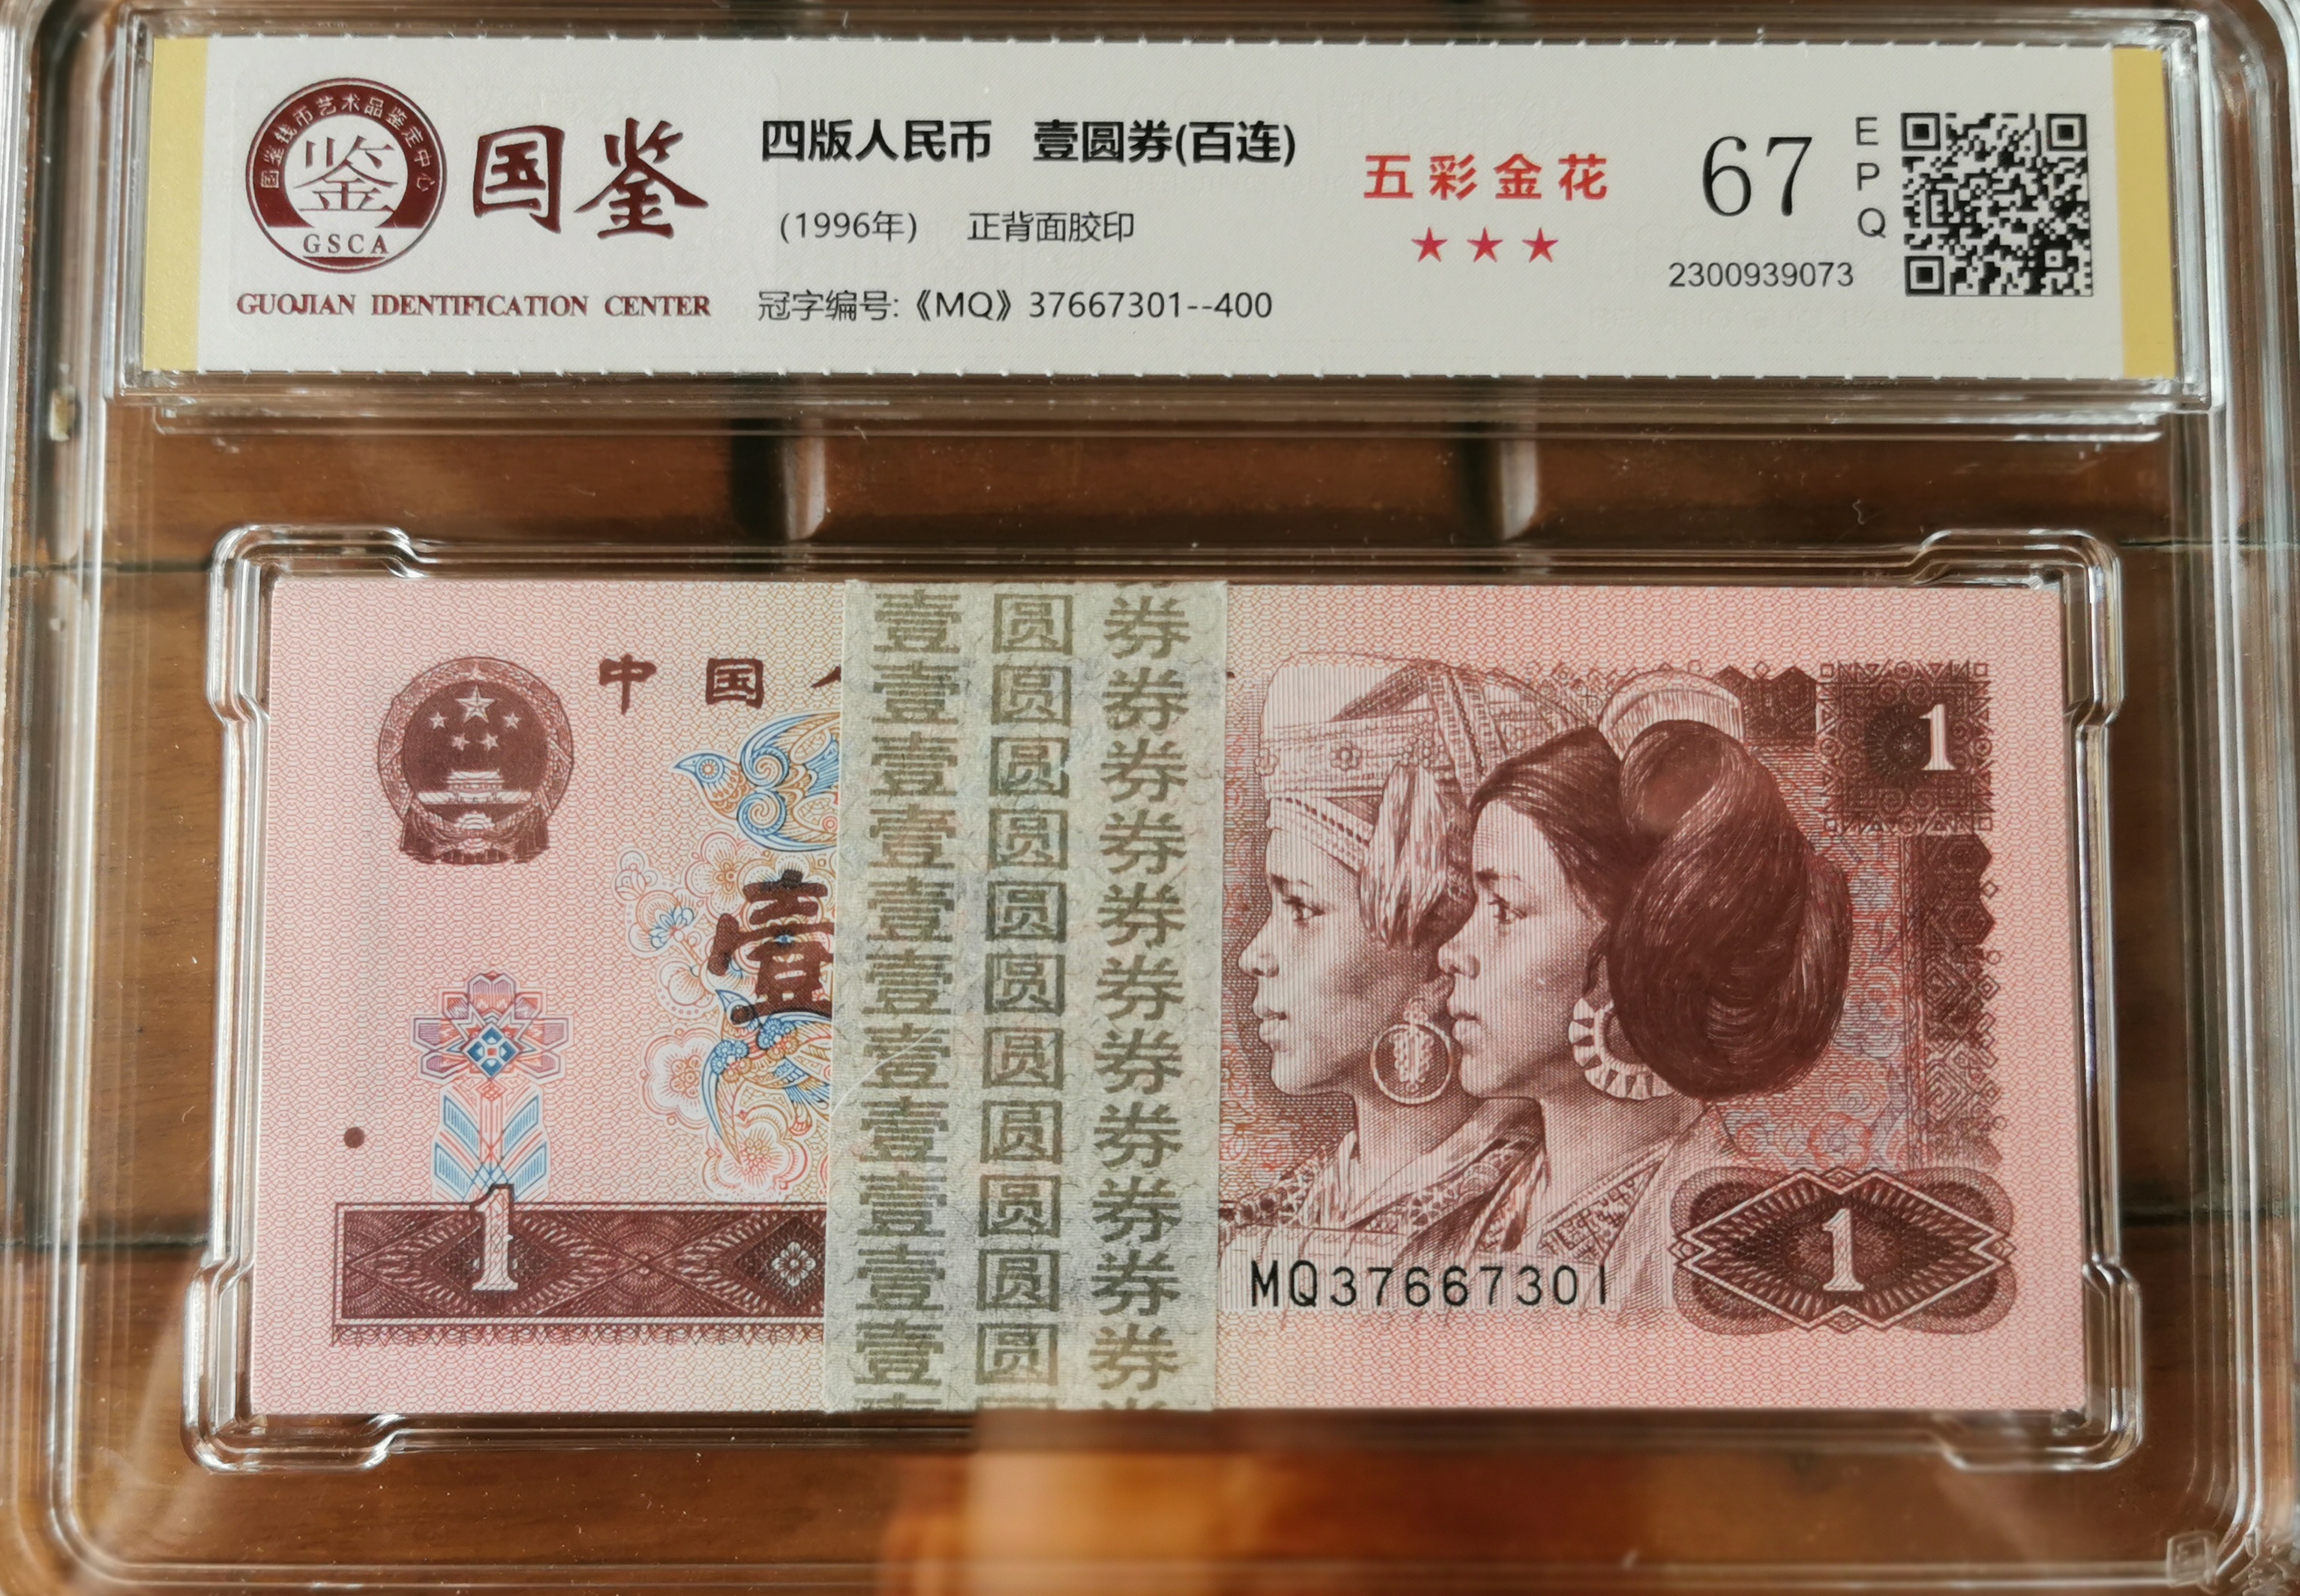 国鉴钱币艺术品鉴定中心
鉴
GSCA
国鉴
GUOJIAN IDENTIFICATION CENTER
四版人民币 壹圆券(百连)
(1996年) 正背面胶印
冠字编号:《MQ》37667301--400
五彩金花
★★★
67
EPQ
2300939073
中国人
1
壹
壹圆券
壹圆券
壹圆券
壹圆券
壹圆券
壹圆券
壹圆券
壹圆券
壹圆券
壹圆券
壹圆券
1
MQ37667301
1